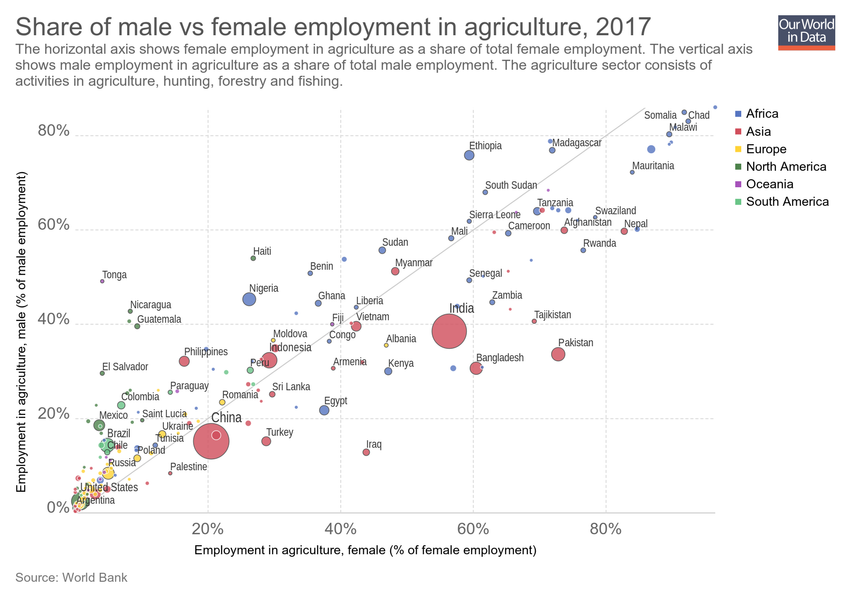 Share of male vs female employment in agriculture, 2017
Our World
in Data
The horizontal axis shows female employment in agriculture as a share of total female employment. The vertical axis
shows male employment in agriculture as a share of total male employment. The agriculture sector consists of
activities in agriculture, hunting, forestry and fishing.
Employment in agriculture, male (% of male employment)
80%
60%
40%
20%
0%
Somalia
Chad
Malawi
Ethiopia
Madagascar
Mauritania
South Sudan
Tanzania
Sierra Leone
Swaziland
Cameroon
Afghanistan
Nepal
Mali
Sudan
Rwanda
Haiti
Myanmar
Benin
Senegal
Tonga
Nigeria
Ghana
Liberia
Zambia
Nicaragua
India
Guatemala
Fiji
Vietnam
Tajikistan
Moldova
Congo
Albania
Indonesia
Philippines
Pakistan
Bangladesh
El Salvador
Peru
Armenia
Kenya
Paraguay
Sri Lanka
Colombia
Romania
Egypt
Mexico
Saint Lucia
China
Ukraine
Brazil
Tunisia
Turkey
Chile
Poland
Iraq
Russia
Palestine
United States
Argentina
Africa
Asia
Europe
North America
Oceania
South America
20%
40%
60%
80%
Employment in agriculture, female (% of female employment)
Source: World Bank